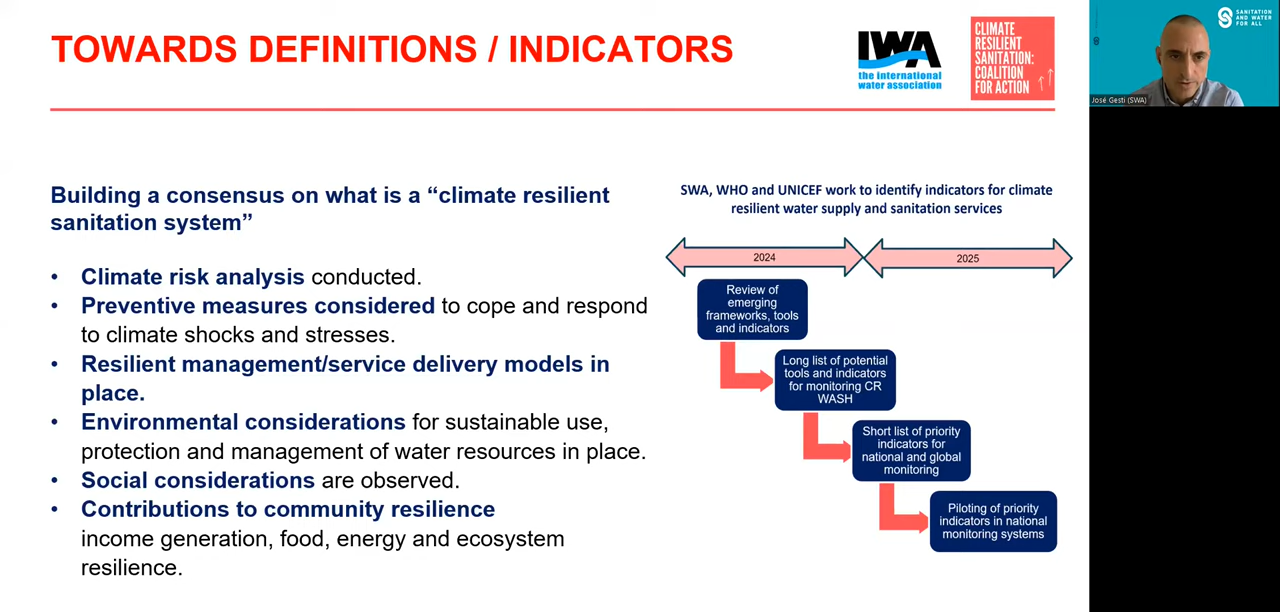 TOWARDS DEFINITIONS / INDICATORS
IWA
the international
water association
CLIMATE
RESILIENT
SANITATION:
COALITION
FOR ACTION
SANITATION
AND WATER
FOR ALL
José Gesti (SWA)
Building a consensus on what is a “climate resilient
sanitation system”
• Climate risk analysis conducted.
• Preventive measures considered to cope and respond
to climate shocks and stresses.
• Resilient management/service delivery models in
place.
• Environmental considerations for sustainable use,
protection and management of water resources in place.
• Social considerations are observed.
• Contributions to community resilience
income generation, food, energy and ecosystem
resilience.
SWA, WHO and UNICEF work to identify indicators for climate
resilient water supply and sanitation services
2024
2025
Review of
emerging
frameworks, tools
and indicators
Long list of potential
tools and indicators
for monitoring CR
WASH
Short list of priority
indicators for
national and global
monitoring
Piloting of priority
indicators in national
monitoring systems